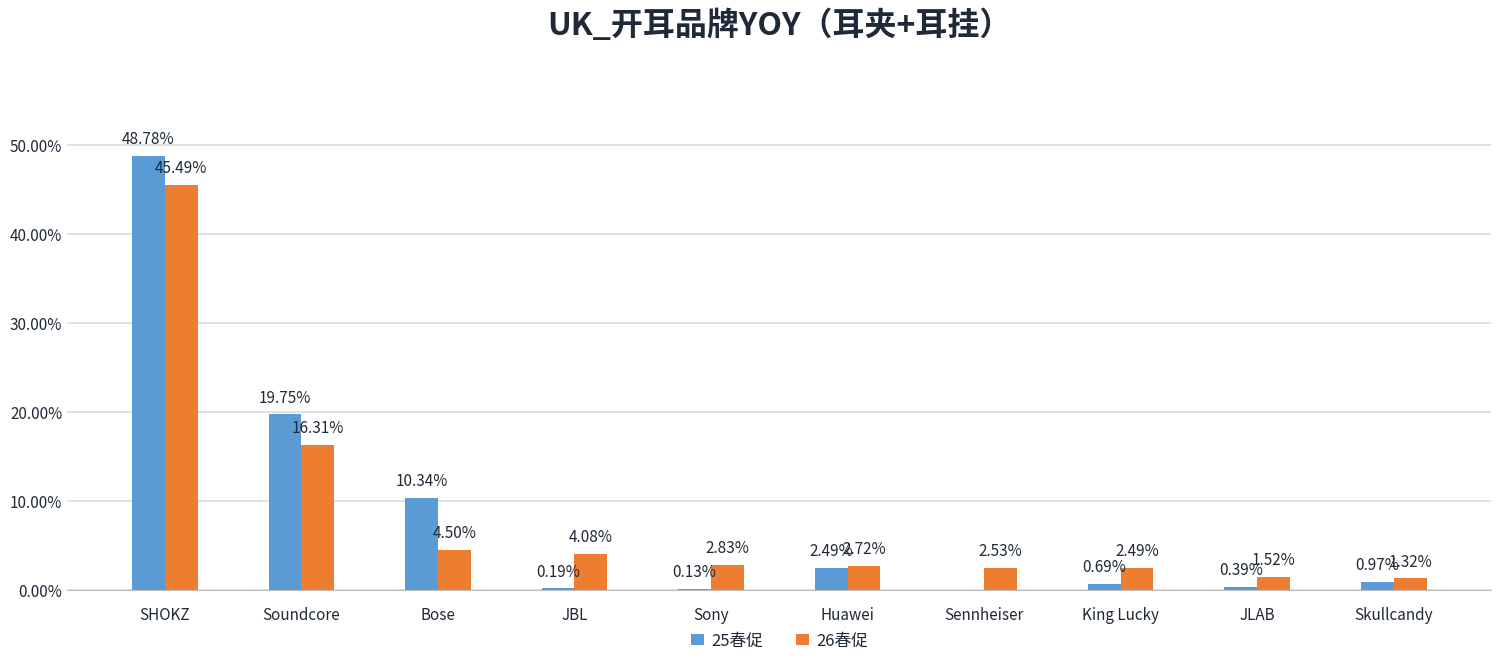 UK_开耳品牌YOY（耳夹+耳挂）
50.00%
40.00%
30.00%
20.00%
10.00%
0.00%
48.78%
45.49%
19.75%
16.31%
10.34%
4.50%
0.19%
4.08%
0.13%
2.83%
2.49%
2.72%
2.53%
0.69%
2.49%
0.39%
1.52%
0.97%
1.32%
SHOKZ
Soundcore
Bose
JBL
Sony
Huawei
Sennheiser
King Lucky
JLAB
Skullcandy
25春促
26春促